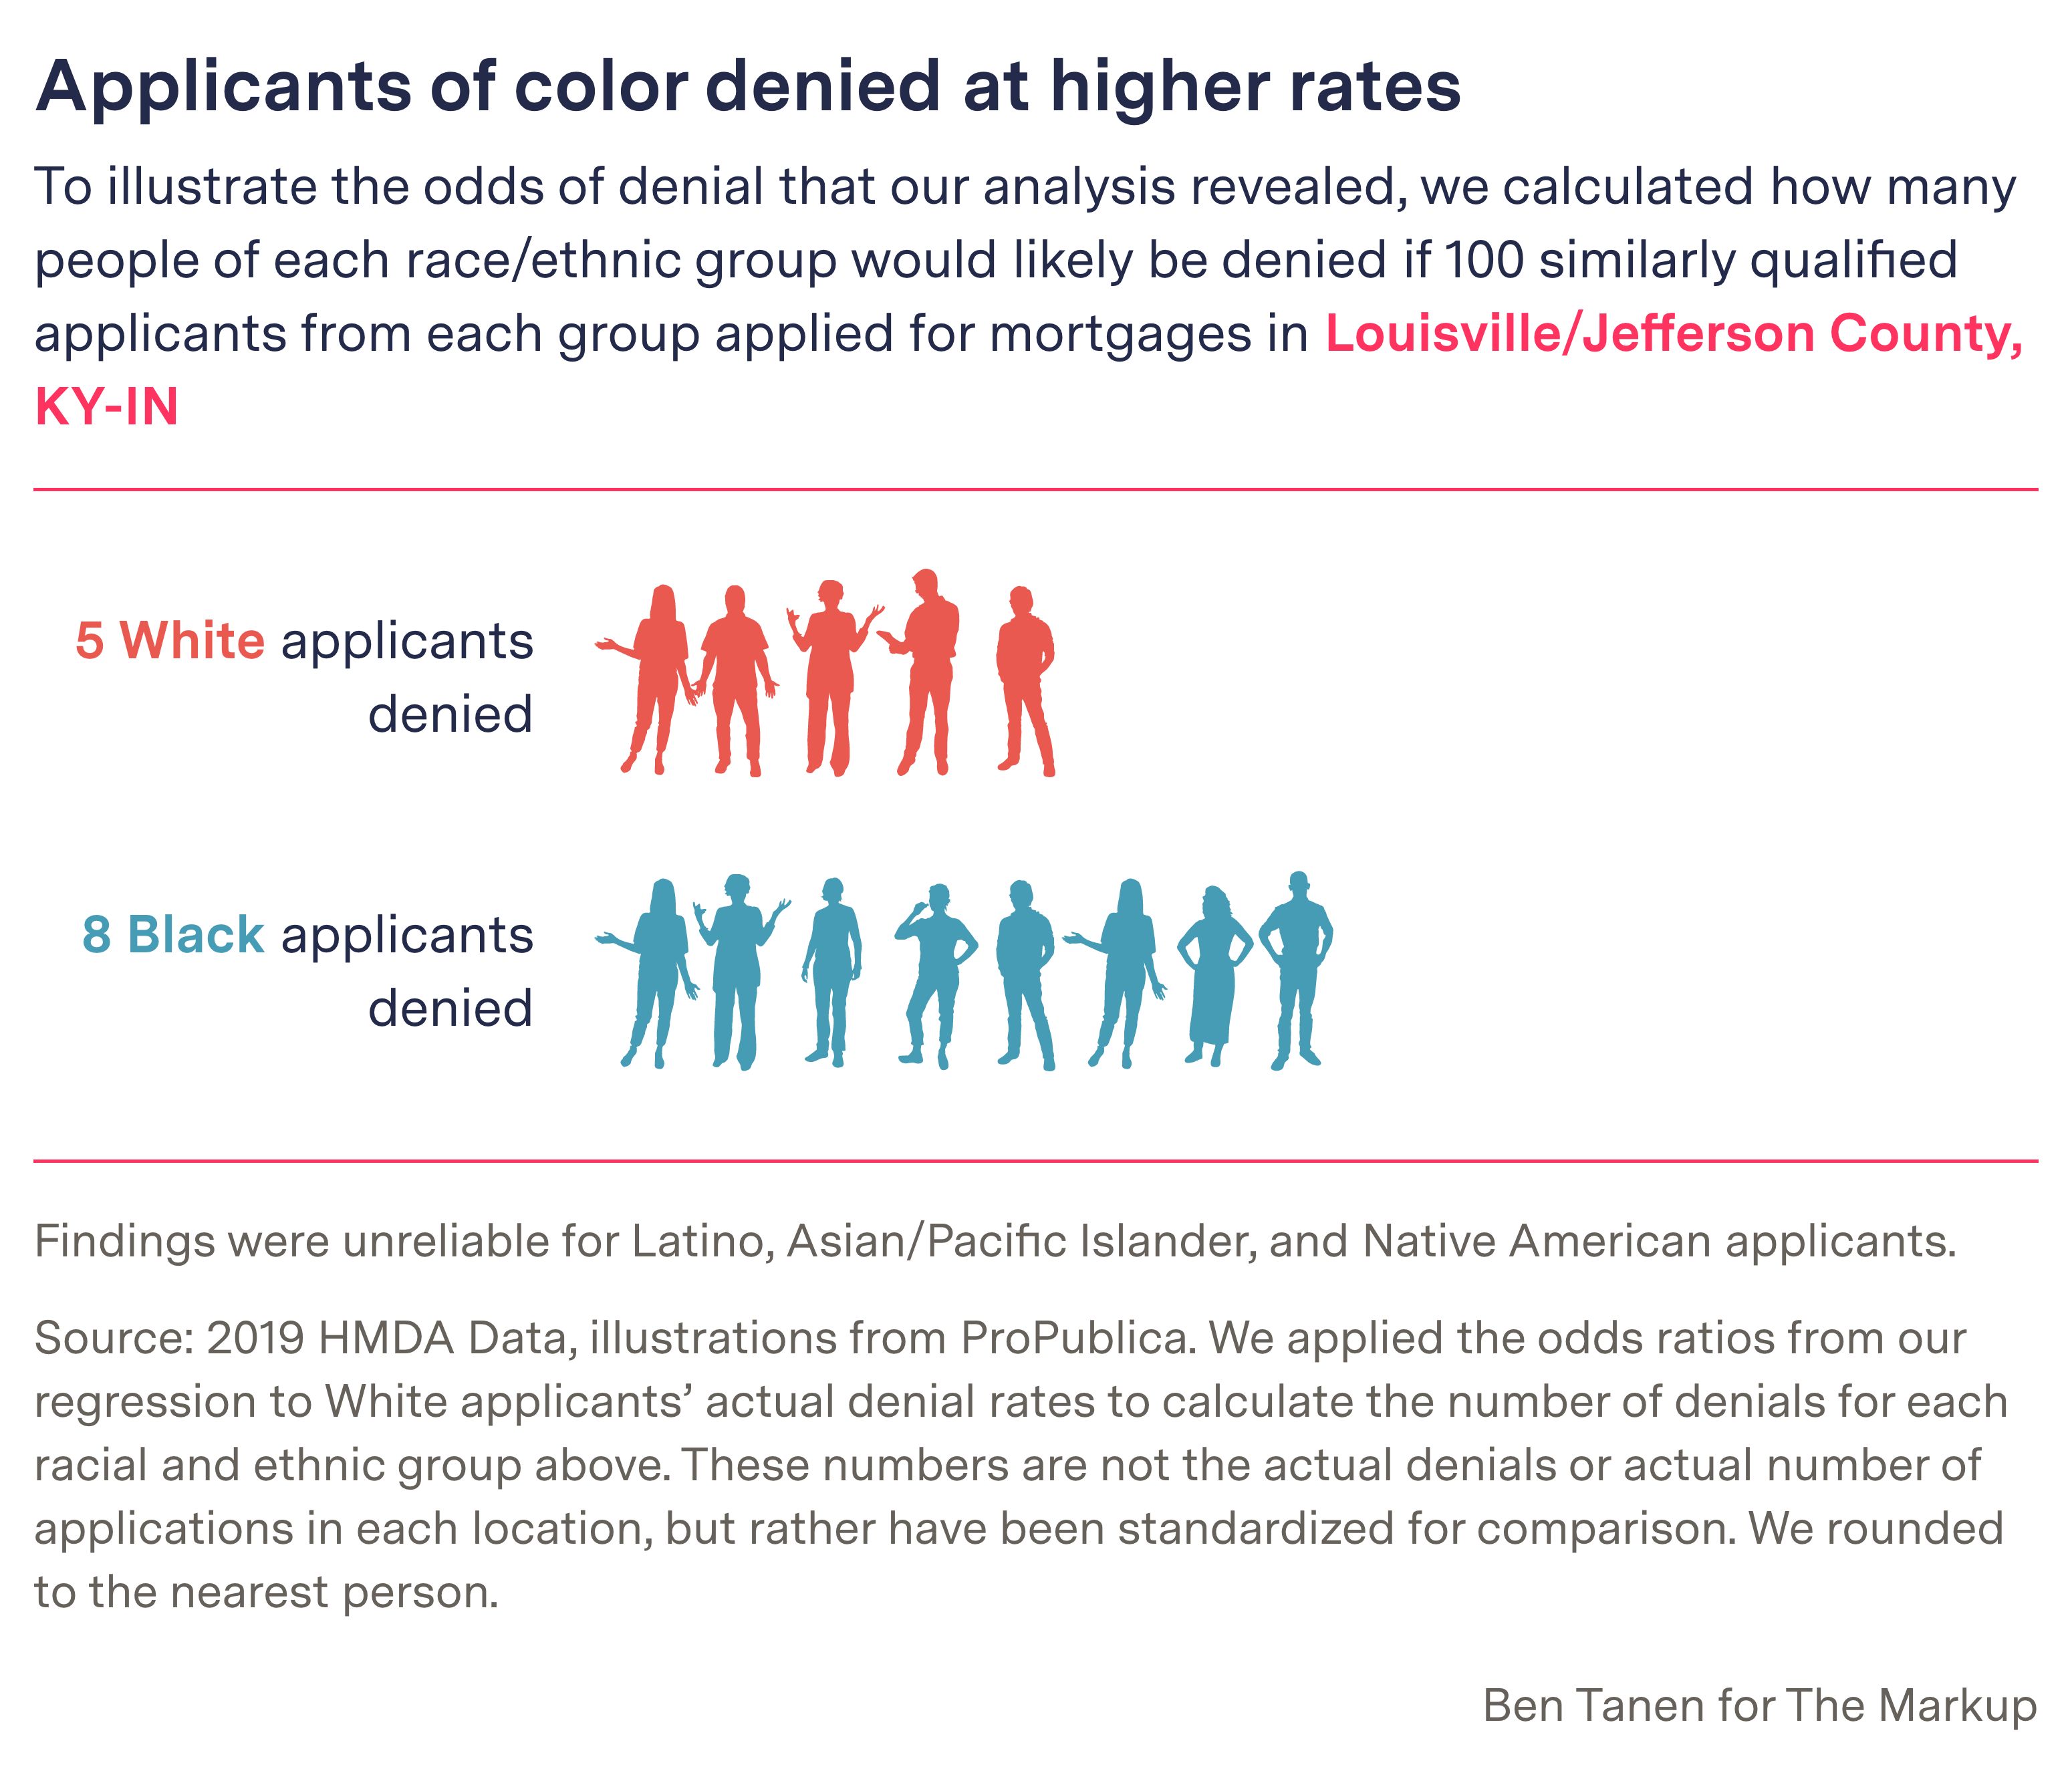 Applicants of color denied at higher rates
To illustrate the odds of denial that our analysis revealed, we calculated how many
people of each race/ethnic group would likely be denied if 100 similarly qualified
applicants from each group applied for mortgages in Louisville/Jefferson County,
KY-IN
5 White applicants
denied
8 Black applicants
denied
Findings were unreliable for Latino, Asian/Pacific Islander, and Native American applicants.
Source: 2019 HMDA Data, illustrations from ProPublica. We applied the odds ratios from our
regression to White applicants’ actual denial rates to calculate the number of denials for each
racial and ethnic group above. These numbers are not the actual denials or actual number of
applications in each location, but rather have been standardized for comparison. We rounded
to the nearest person.
Ben Tanen for The Markup